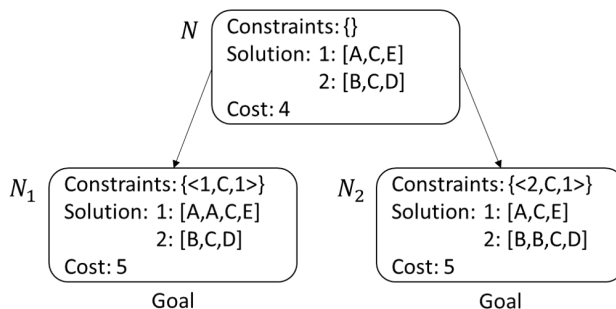 N
Constraints: {}
Solution: 1: [A,C,E]
2: [B,C,D]
Cost: 4
N₁
Constraints: {<1,C,1>}
Solution: 1: [A,A,C,E]
2: [B,C,D]
Cost: 5
Goal
N₂
Constraints: {<2,C,1>}
Solution: 1: [A,C,E]
2: [B,B,C,D]
Cost: 5
Goal